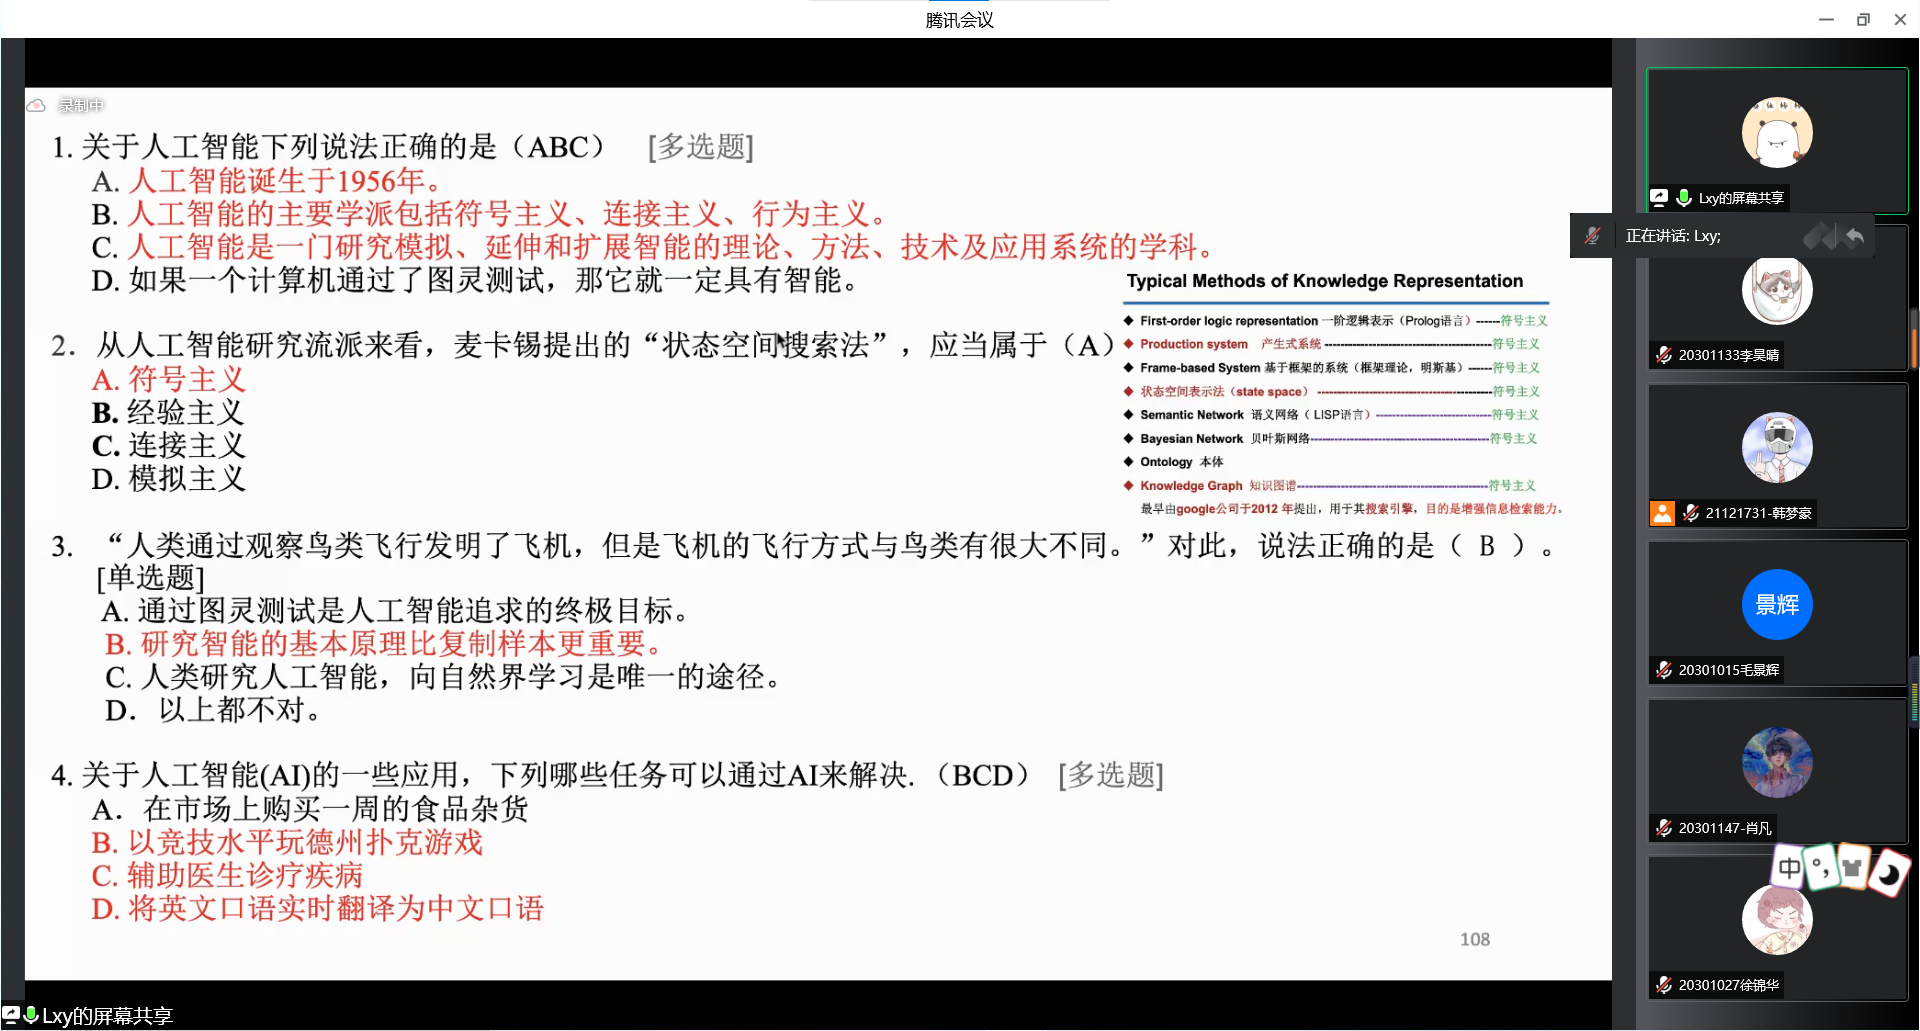 腾讯会议
录制中
1. 关于人工智能下列说法正确的是（ABC） [多选题]
A. 人工智能诞生于1956年。
B. 人工智能的主要学派包括符号主义、连接主义、行为主义。
C. 人工智能是一门研究模拟、延伸和扩展智能的理论、方法、技术及应用系统的学科。
D. 如果一个计算机通过了图灵测试，那它就一定具有智能。
2. 从人工智能研究流派来看，麦卡锡提出的“状态空间搜索法”，应当属于（A）
A. 符号主义
B. 经验主义
C. 连接主义
D. 模拟主义
Typical Methods of Knowledge Representation
◆ First-order logic representation 一阶逻辑表示（Prolog语言）------符号主义
◆ Production system 产生式系统 ------符号主义
◆ Frame-based System 基于框架的系统（框架理论，明斯基）------符号主义
◆ 状态空间表示法（state space） ------符号主义
◆ Semantic Network 语义网络（ LISP语言）------符号主义
◆ Bayesian Network 贝叶斯网络------符号主义
◆ Ontology 本体
◆ Knowledge Graph 知识图谱------符号主义
最早由google公司于2012 年提出，用于其搜索引擎，目的是增强信息检索能力。
3. “人类通过观察鸟类飞行发明了飞机，但是飞机的飞行方式与鸟类有很大不同。”对此，说法正确的是（ B ）。
[单选题]
A. 通过图灵测试是人工智能追求的终极目标。
B. 研究智能的基本原理比复制样本更重要。
C. 人类研究人工智能，向自然界学习是唯一的途径。
D. 以上都不对。
4. 关于人工智能(AI)的一些应用，下列哪些任务可以通过AI来解决. （BCD） [多选题]
A. 在市场上购买一周的食品杂货
B. 以竞技水平玩德州扑克游戏
C. 辅助医生诊疗疾病
D. 将英文口语实时翻译为中文口语
108
Lxy的屏幕共享
Lxy的屏幕共享
正在讲话: Lxy;
20301133李昊晴
21121731-韩梦豪
景辉
20301015毛景辉
20301147-肖凡
中 °,
20301027徐锦华